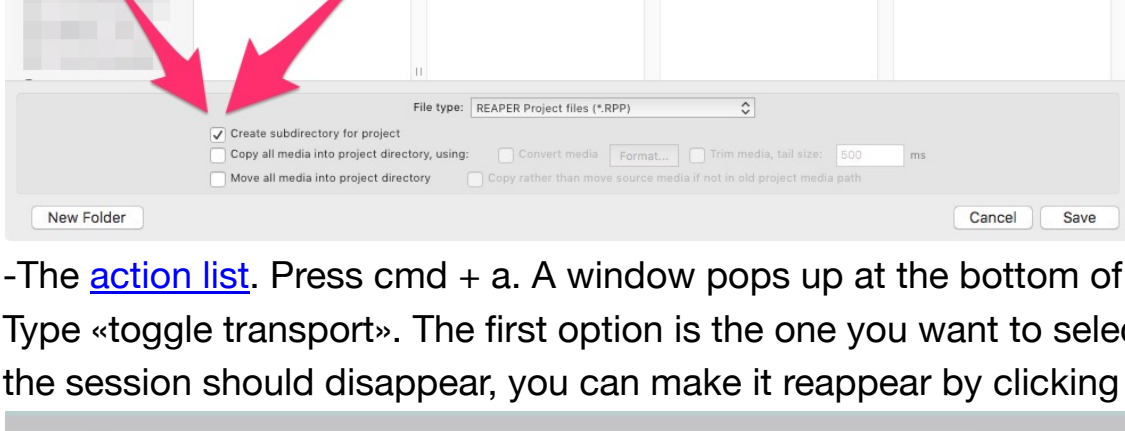 File type: REAPER Project files (*.RPP)
Create subdirectory for project
Copy all media into project directory, using: Convert media Format... Trim media, tail size: 500 ms
Move all media into project directory Copy rather than move source media if not in old project media path
New Folder Cancel Save
-The action list. Press cmd + a. A window pops up at the bottom of
Type «toggle transport». The first option is the one you want to selec
the session should disappear, you can make it reappear by clicking